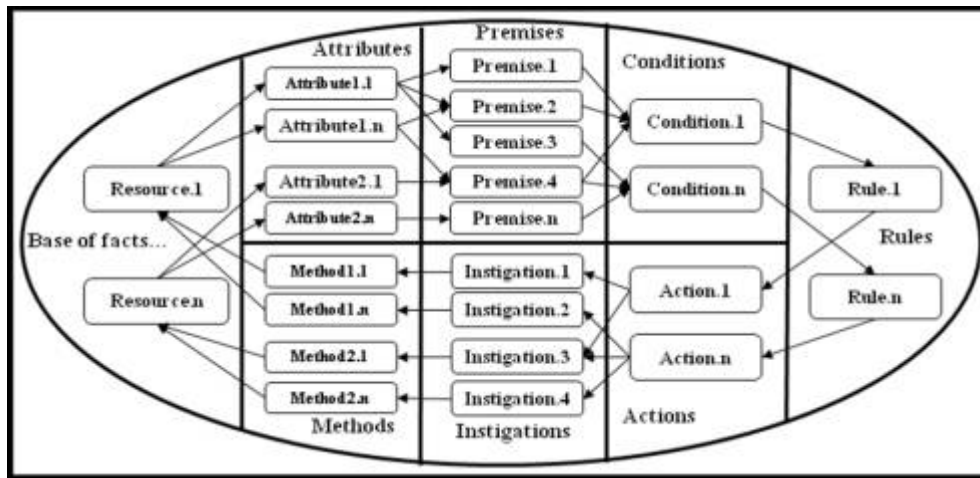 Attributes
Premises
Conditions
Attribute1.1
Attribute1.n
Attribute2.1
Attribute2.n
Premise.1
Premise.2
Premise.3
Premise.4
Premise.n
Condition.1
Condition.n
Resource.1
Base of facts...
Resource.n
Rule.1
Rules
Rule.n
Method1.1
Method1.n
Method2.1
Method2.n
Methods
Instigation.1
Instigation.2
Instigation.3
Instigation.4
Instigations
Action.1
Action.n
Actions